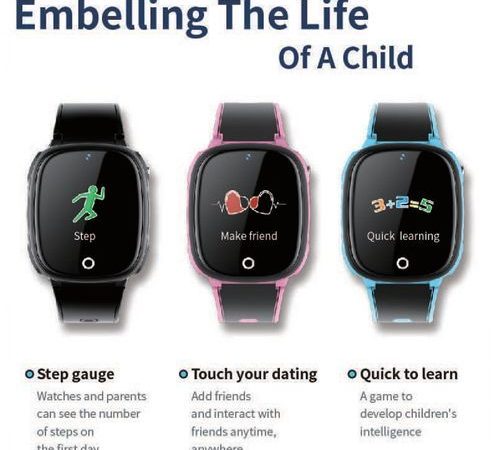 Embelling The Life
Of A Child
Step
Make friend
3+2=5
Quick learning
Step gauge
Watches and parents
can see the number
of steps on
the first day
Touch your dating
Add friends
and interact with
friends anytime,
anywhere
Quick to learn
A game to
develop children's
intelligence